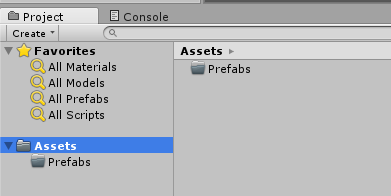 Project
Console
Create
Favorites
All Materials
All Models
All Prefabs
All Scripts
Assets
Prefabs
Assets
Prefabs